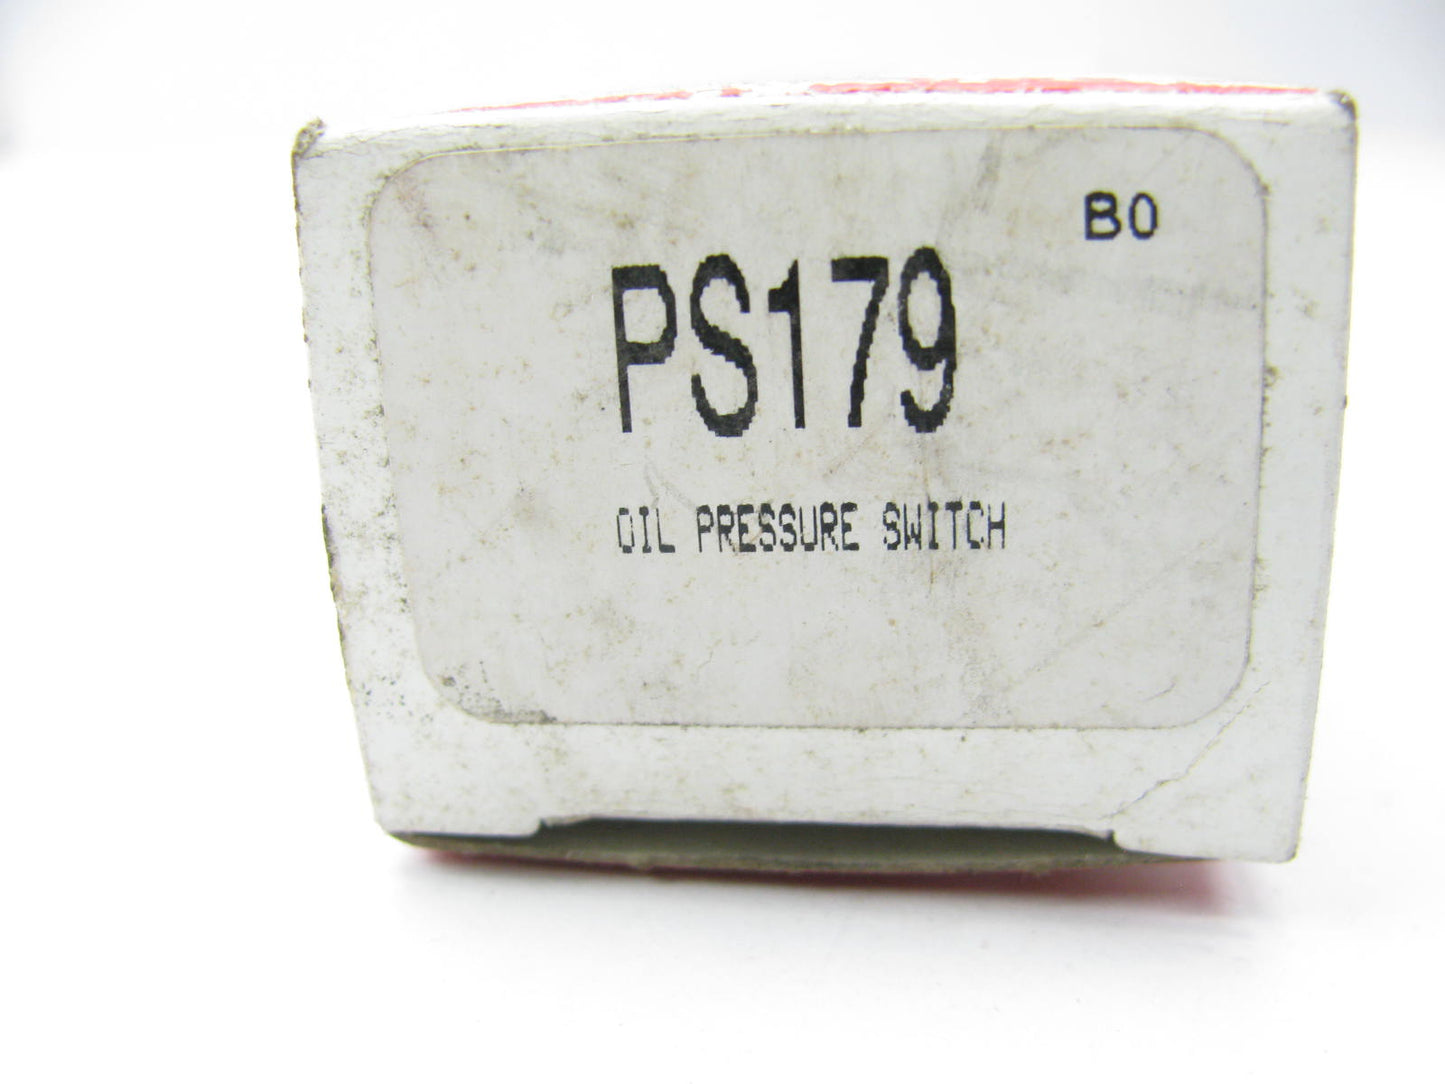 B0
PS179
OIL PRESSURE SWITCH